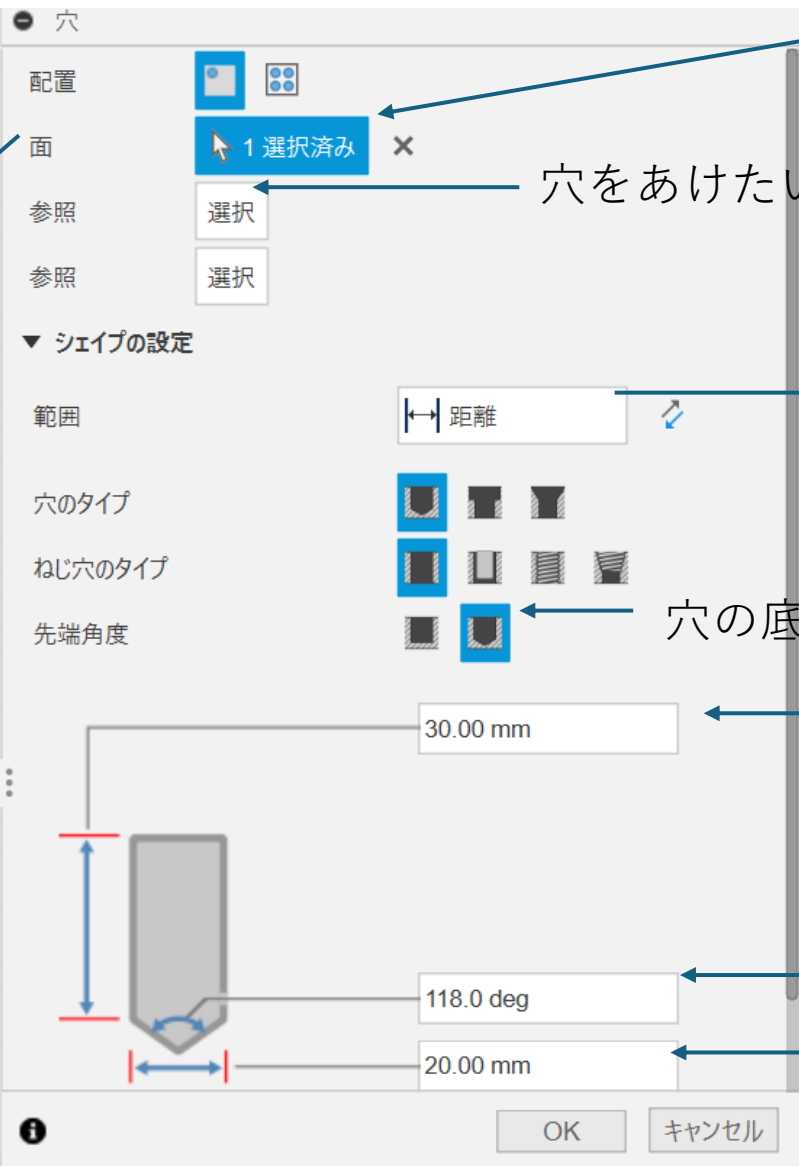 穴
配置
面 1 選択済み
穴をあけた
参照 選択
参照 選択
シェイプの設定
範囲 距離
穴のタイプ
ねじ穴のタイプ
先端角度
穴の底
30.00 mm
118.0 deg
20.00 mm
OK キャンセル